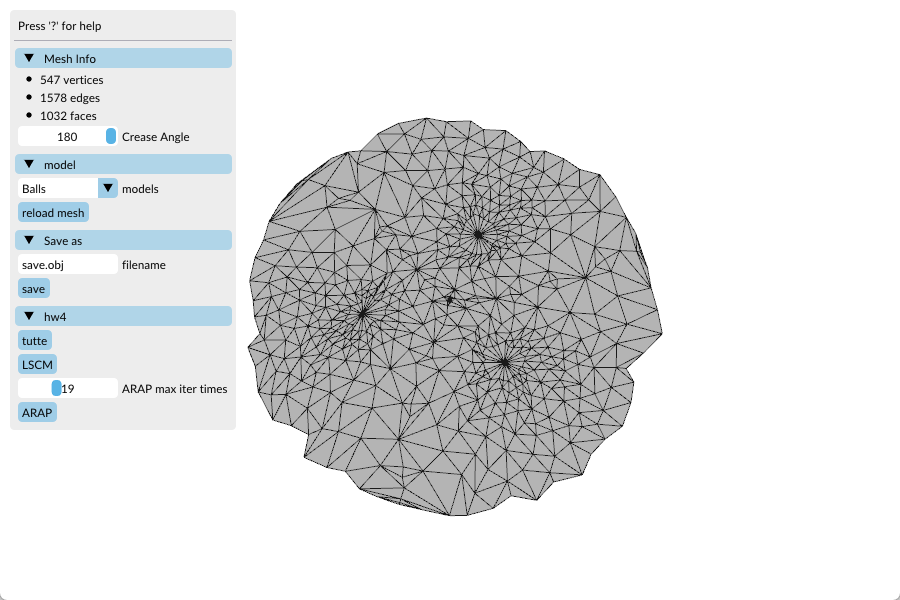 Press '?' for help
Mesh Info
547 vertices
1578 edges
1032 faces
180 Crease Angle
model
Balls models
reload mesh
Save as
save.obj filename
save
hw4
tutte
LSCM
19 ARAP max iter times
ARAP